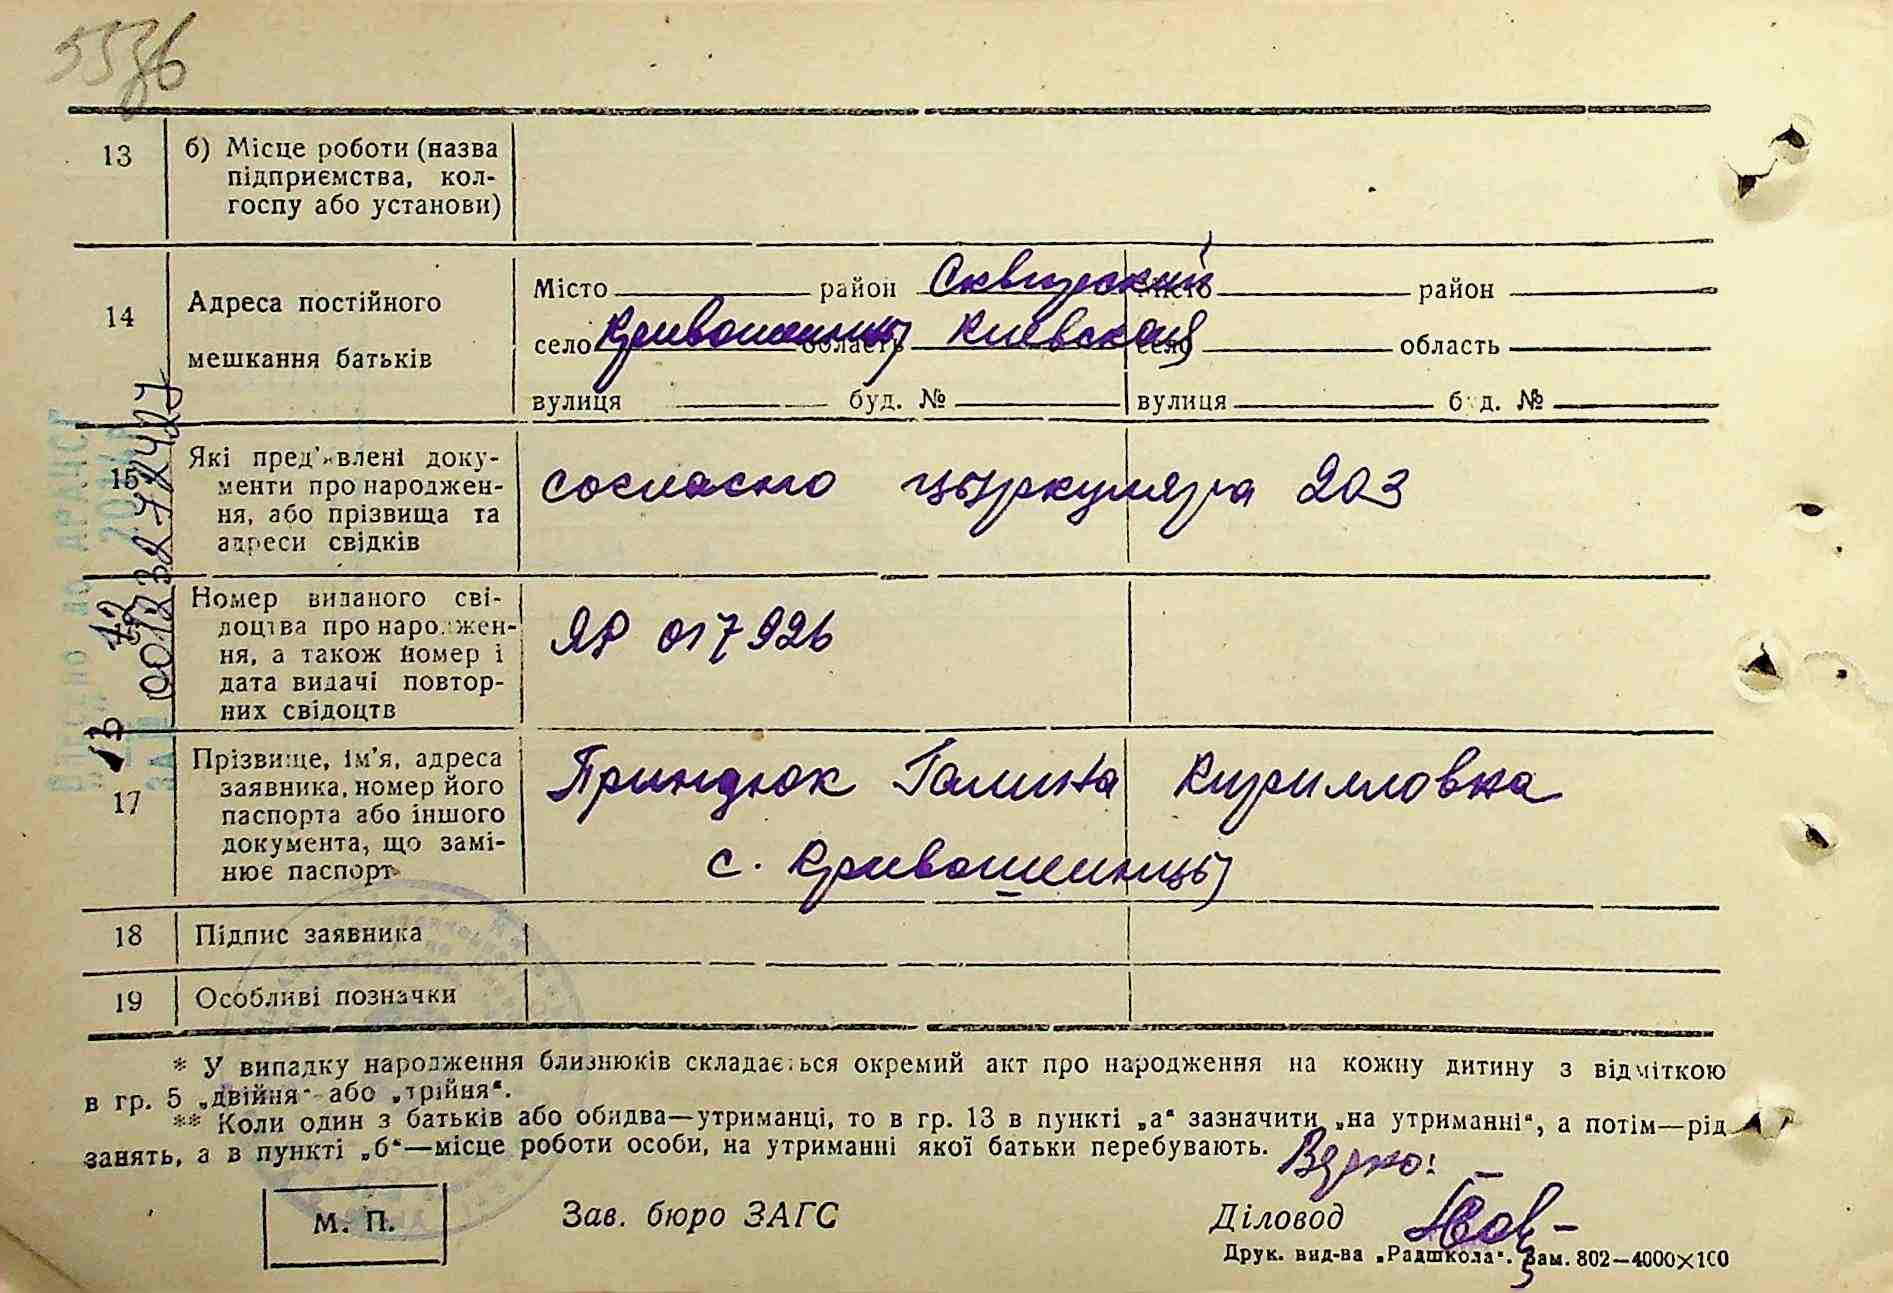 5536
13
б) Місце роботи (назва
підприємства, кол-
госпу або установи)
14
Адреса постійного
мешкання батьків
Місто район Сквирский Місто район
село Кривошеинцы область Киевская село область
вулиця буд. № вулиця буд. №
15
Які пред'явлені доку-
менти про народжен-
ня, або прізвища та
адреси свідків
согласно цыркуляра 203
Номер виданого сві-
доцтва про народжен-
ня, а також номер і
дата видачі повтор-
них свідоцтв
ЯР 017926
17
Прізвище, ім'я, адреса
заявника, номер його
паспорта або іншого
документа, що замі-
нює паспорт
Приндюк Галина Кирилловна
с. Кривошеинцы
18 Підпис заявника
19 Особливі позначки
* У випадку народження близнюків складається окремий акт про народження на кожну дитину з відміткою
в гр. 5 „двійня“ або „трійня“.
** Коли один з батьків або обидва—утриманці, то в гр. 13 в пункті „а“ зазначити „на утриманні“, а потім—рід
занять, а в пункті „б“—місце роботи особи, на утриманні якої батьки перебувають.
Верно!
М. П.
Зав. бюро ЗАГС
Діловод
Друк. вид-ва „Радшкола“. Зам. 802—4000×100